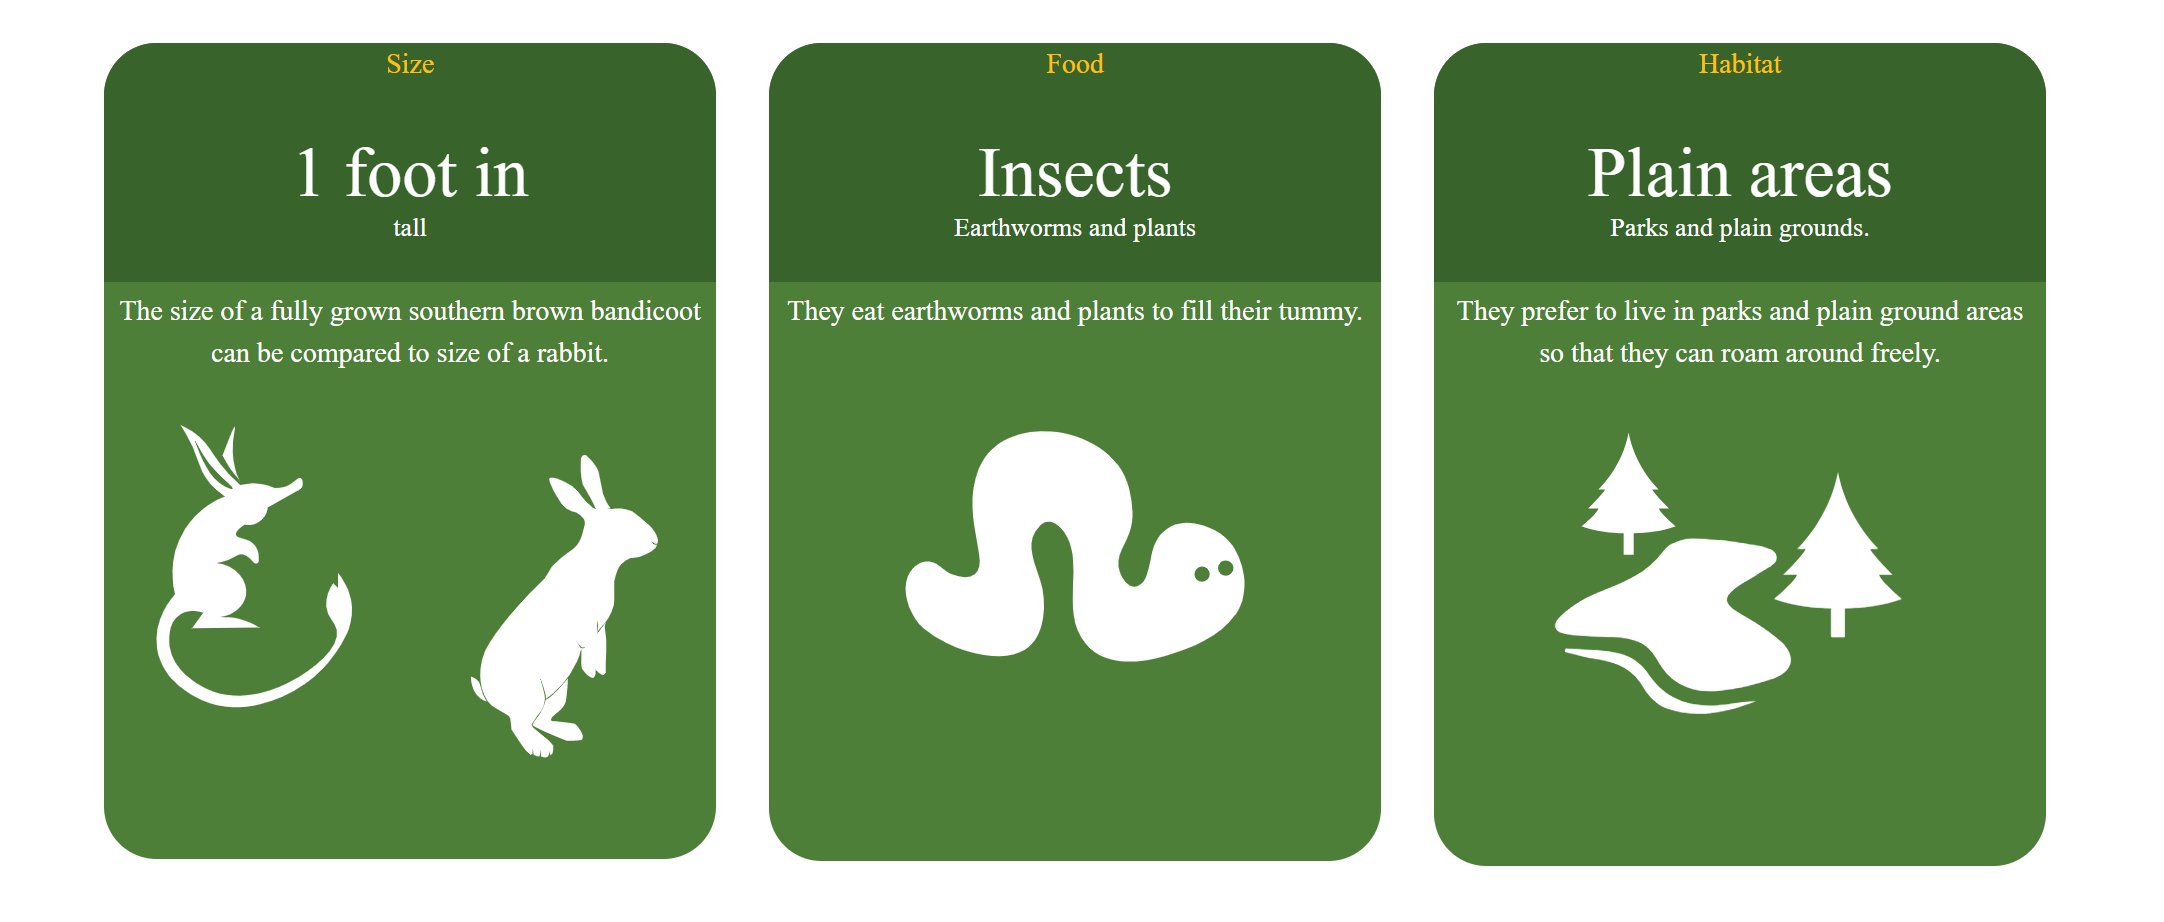 Size
1 foot in
tall
The size of a fully grown southern brown bandicoot
can be compared to size of a rabbit.
Food
Insects
Earthworms and plants
They eat earthworms and plants to fill their tummy.
Habitat
Plain areas
Parks and plain grounds.
They prefer to live in parks and plain ground areas
so that they can roam around freely.